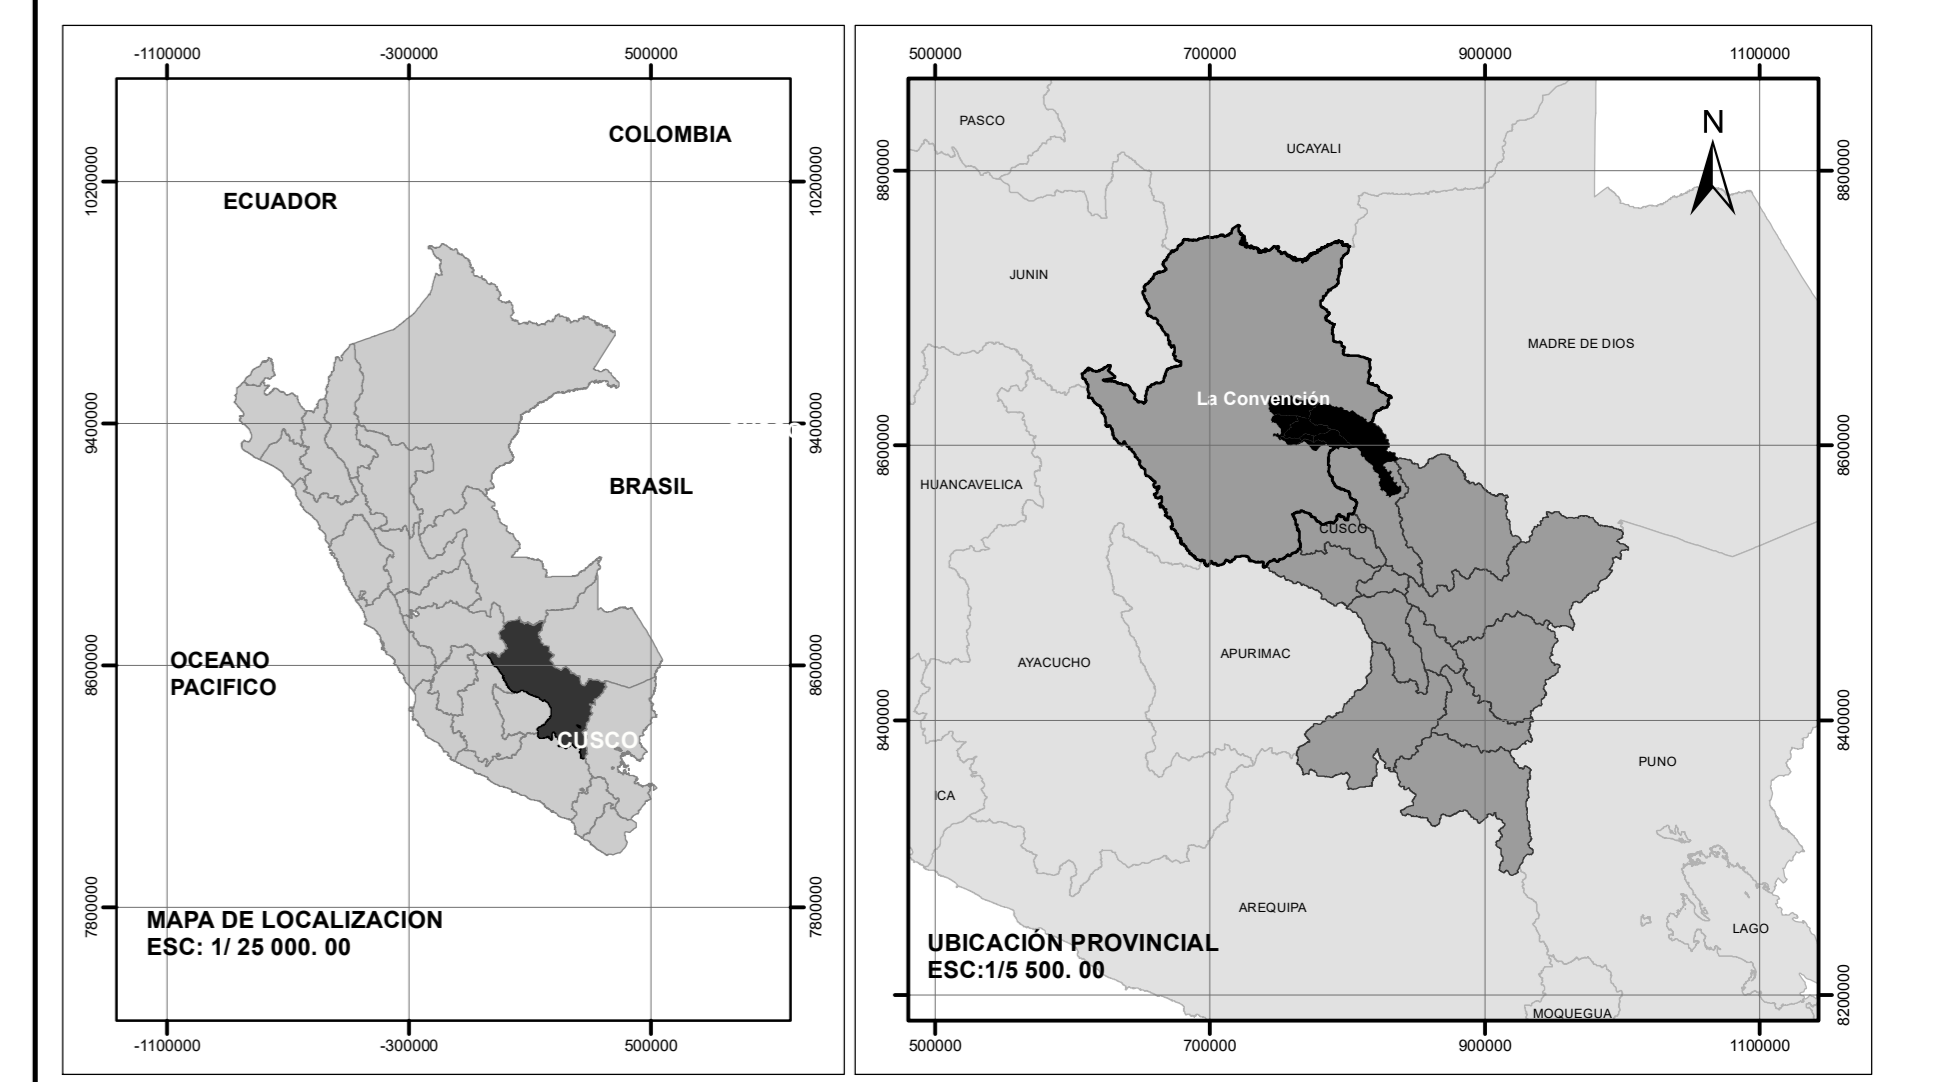 -1100000 -300000 500000
COLOMBIA
10200000 10200000
ECUADOR
9400000 9400000
BRASIL
OCEANO
PACIFICO
8600000 8600000
CUSCO
7800000 7800000
MAPA DE LOCALIZACION
ESC: 1/ 25 000. 00
-1100000 -300000 500000
500000 700000 900000 1100000
PASCO
N
UCAYALI
8800000 8800000
JUNIN
MADRE DE DIOS
La Convención
8600000 8600000
HUANCAVELICA
CUSCO
APURIMAC
AYACUCHO
8400000 8400000
PUNO
ICA
AREQUIPA
LAGO
UBICACIÓN PROVINCIAL
ESC:1/5 500. 00
8200000
MOQUEGUA
500000 700000 900000 1100000